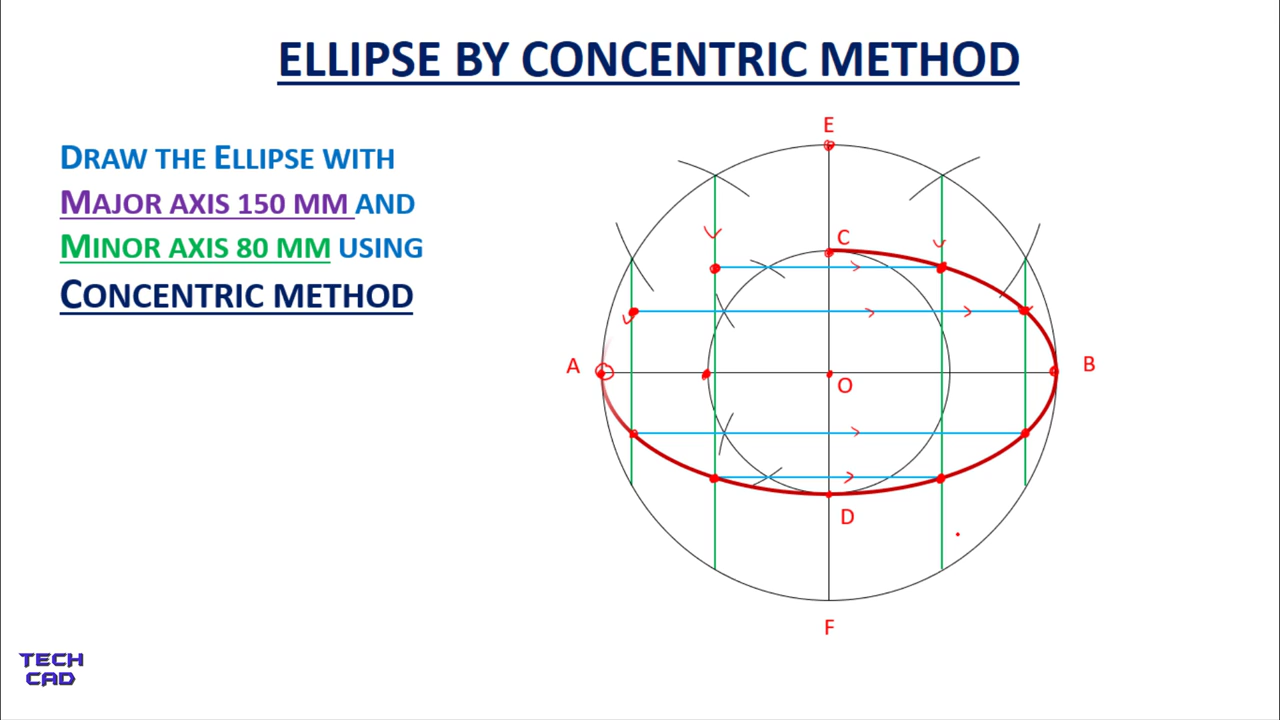 ELLIPSE BY CONCENTRIC METHOD
DRAW THE ELLIPSE WITH
MAJOR AXIS 150 MM AND
MINOR AXIS 80 MM USING
CONCENTRIC METHOD
E
C
A
B
O
D
F
TECH
CAD